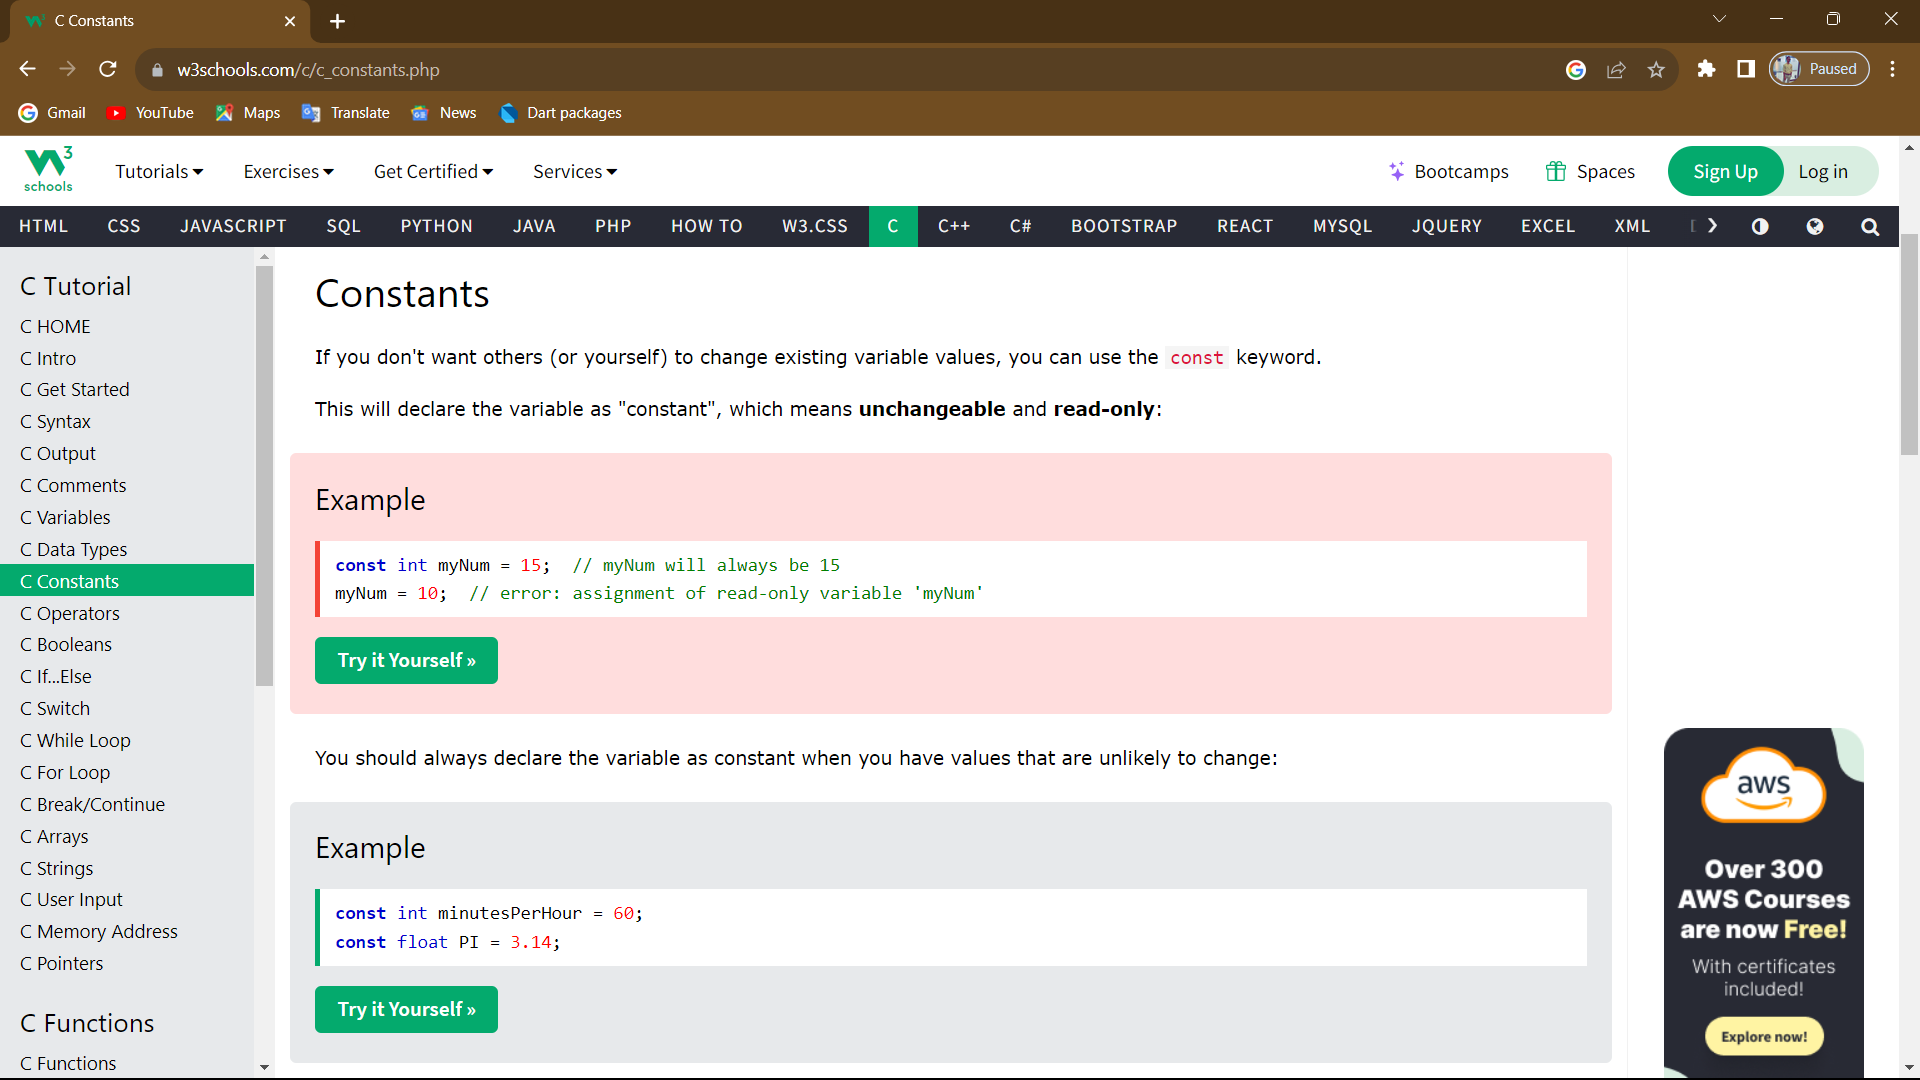 C Constants
w3schools.com/c/c_constants.php
Paused
Gmail YouTube Maps Translate News Dart packages
W3 schools
Tutorials Exercises Get Certified Services Bootcamps Spaces Sign Up Log in
HTML CSS JAVASCRIPT SQL PYTHON JAVA PHP HOW TO W3.CSS C C++ C# BOOTSTRAP REACT MYSQL JQUERY EXCEL XML
C Tutorial
C HOME
C Intro
C Get Started
C Syntax
C Output
C Comments
C Variables
C Data Types
C Constants
C Operators
C Booleans
C If...Else
C Switch
C While Loop
C For Loop
C Break/Continue
C Arrays
C Strings
C User Input
C Memory Address
C Pointers
C Functions
C Functions
Constants
If you don't want others (or yourself) to change existing variable values, you can use the const keyword.
This will declare the variable as "constant", which means unchangeable and read-only:
Example
const int myNum = 15;  // myNum will always be 15
myNum = 10;  // error: assignment of read-only variable 'myNum'
Try it Yourself »
You should always declare the variable as constant when you have values that are unlikely to change:
Example
const int minutesPerHour = 60;
const float PI = 3.14;
Try it Yourself »
aws
Over 300
AWS Courses
are now Free!
With certificates
included!
Explore now!